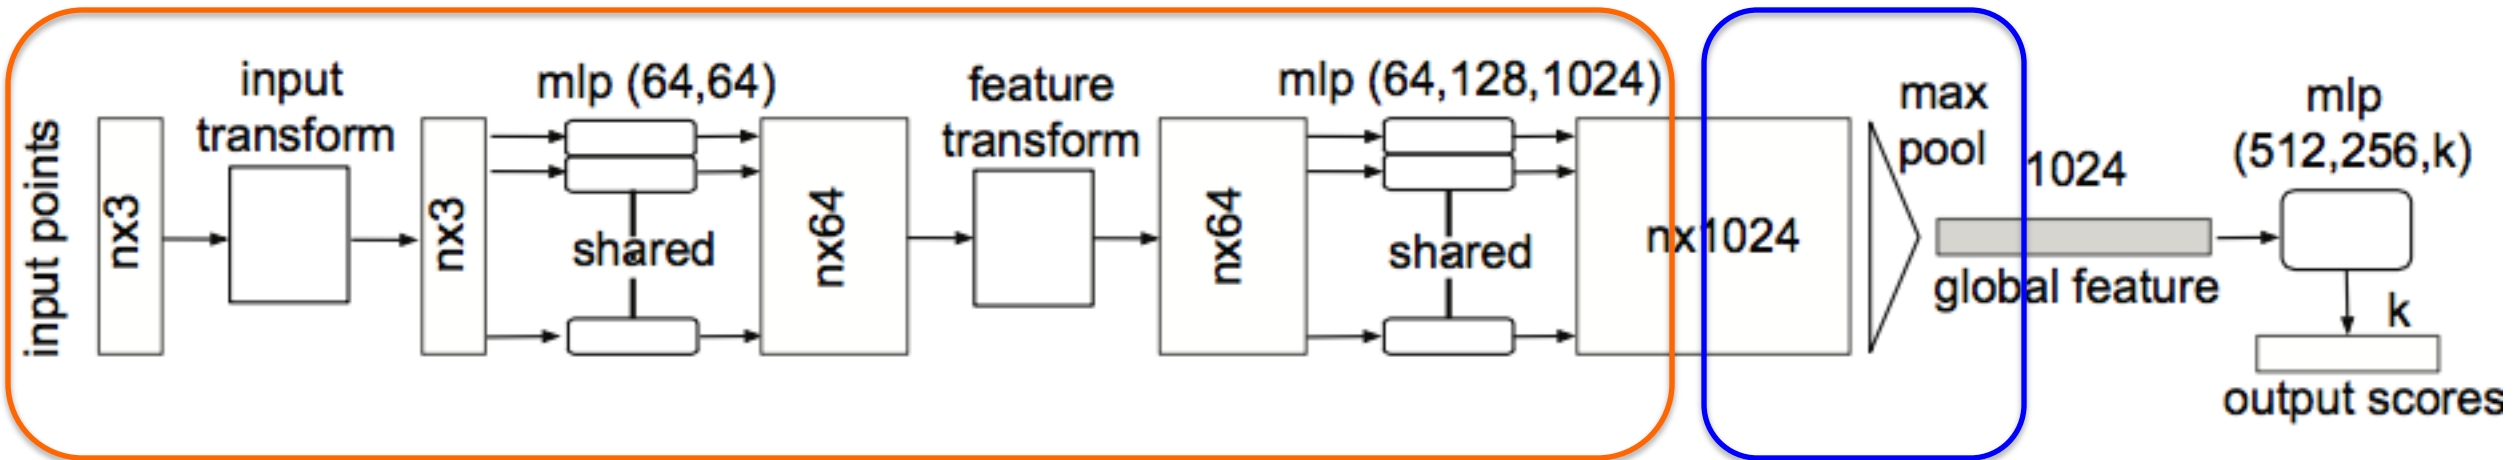 input points
nx3
input
transform
nx3
mlp (64,64)
shared
nx64
feature
transform
nx64
mlp (64,128,1024)
shared
nx1024
max
pool
1024
global feature
mlp
(512,256,k)
k
output scores